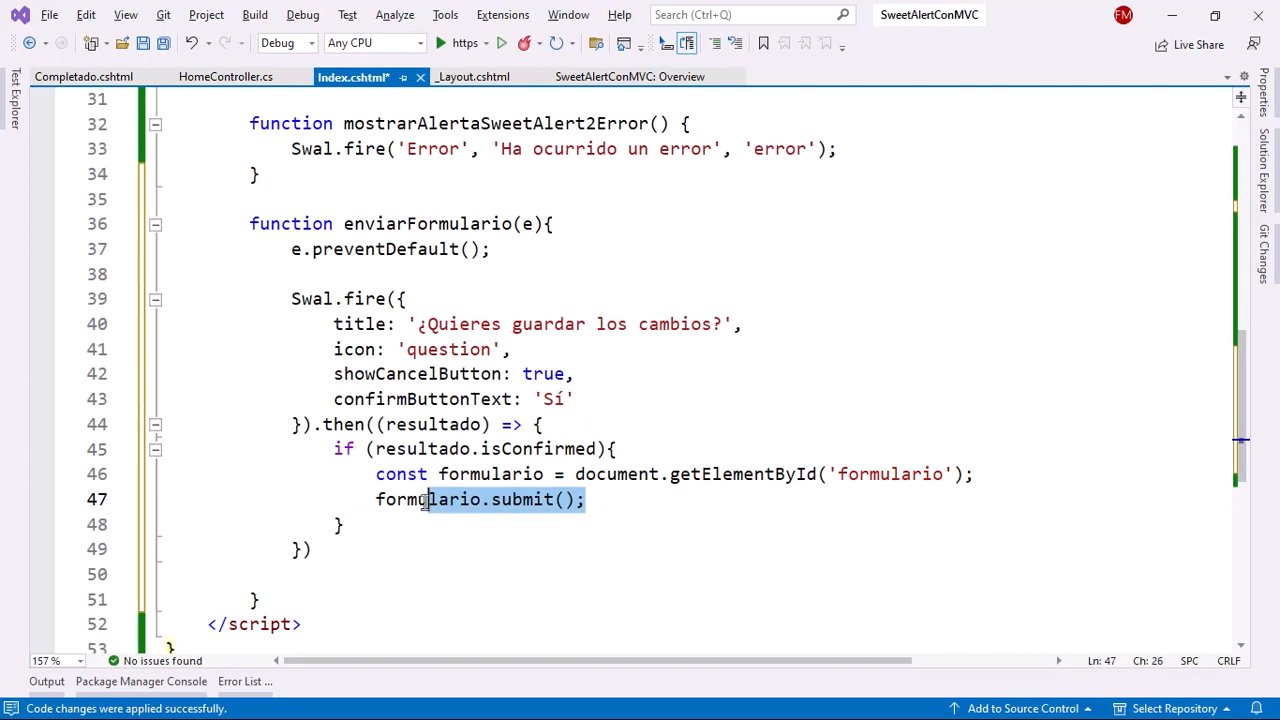 File Edit View Git Project Build Debug Test Analyze Tools Extensions Window Help Search (Ctrl+Q) SweetAlertConMVC FM
Debug Any CPU https Live Share
Completado.cshtml HomeController.cs Index.cshtml* _Layout.cshtml SweetAlertConMVC: Overview
Test Explorer
Properties
Solution Explorer
Git Changes
31
32 function mostrarAlertaSweetAlert2Error() {
33 Swal.fire('Error', 'Ha ocurrido un error', 'error');
34 }
35
36 function enviarFormulario(e){
37 e.preventDefault();
38
39 Swal.fire({
40 title: '¿Quieres guardar los cambios?',
41 icon: 'question',
42 showCancelButton: true,
43 confirmButtonText: 'Sí'
44 }).then((resultado) => {
45 if (resultado.isConfirmed){
46 const formulario = document.getElementById('formulario');
47 formulario.submit();
48 }
49 })
50
51 }
52 </script>
53 }
157 % No issues found Ln: 47 Ch: 26 SPC CRLF
Output Package Manager Console Error List ...
Code changes were applied successfully. Add to Source Control Select Repository